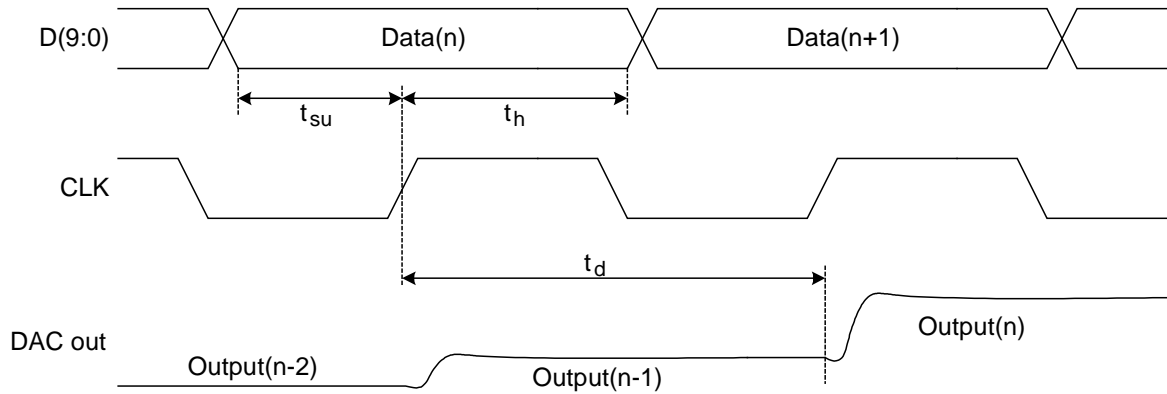 D(9:0)
Data(n)
Data(n+1)
tsu
th
CLK
td
DAC out
Output(n-2)
Output(n-1)
Output(n)